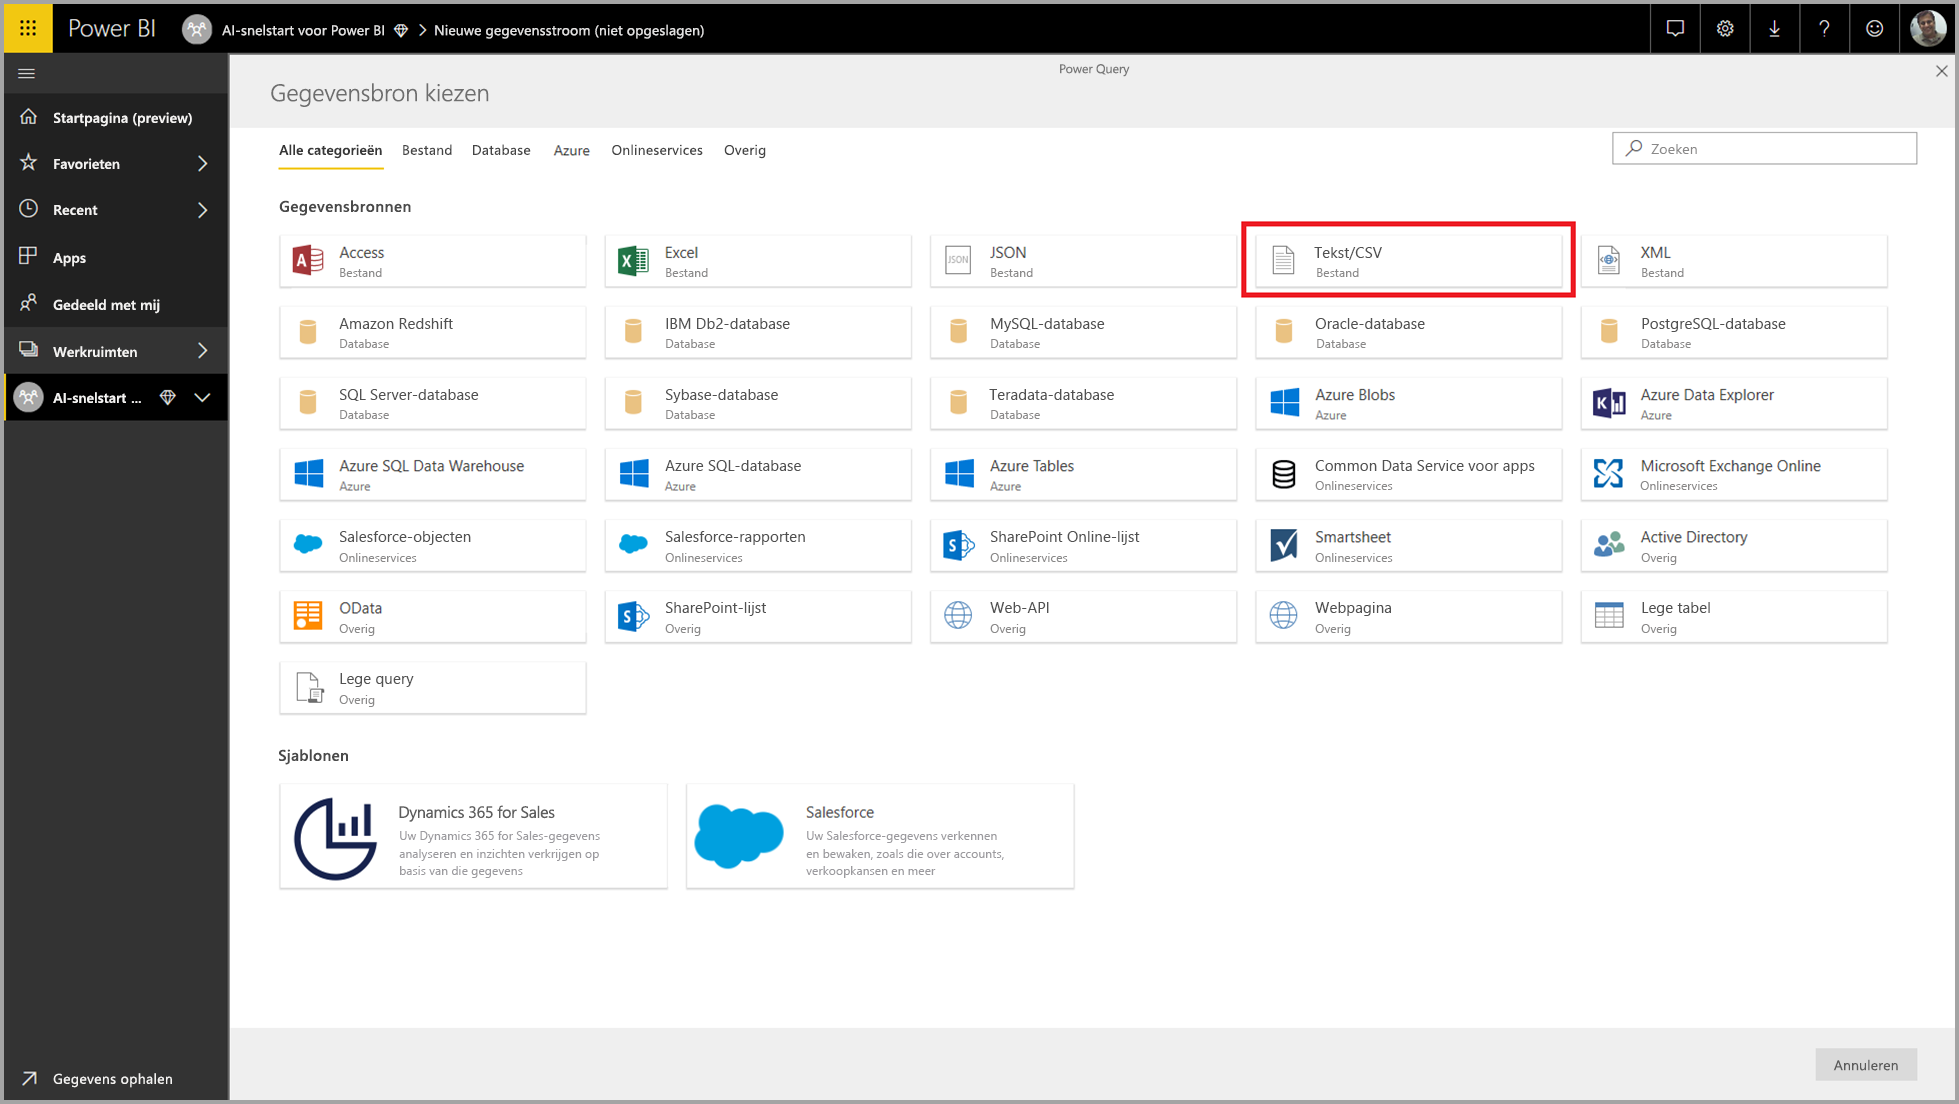 Power BI
AI-snelstart voor Power BI > Nieuwe gegevensstroom (niet opgeslagen)
?
Power Query
Gegevensbron kiezen
Startpagina (preview)
Favorieten
Recent
Apps
Gedeeld met mij
Werkruimten
AI-snelstart ...
Gegevens ophalen
Alle categorieën Bestand Database Azure Onlineservices Overig
Zoeken
Gegevensbronnen
Access
Bestand
Excel
Bestand
JSON
JSON
Bestand
Tekst/CSV
Bestand
XML
Bestand
Amazon Redshift
Database
IBM Db2-database
Database
MySQL-database
Database
Oracle-database
Database
PostgreSQL-database
Database
SQL Server-database
Database
Sybase-database
Database
Teradata-database
Database
Azure Blobs
Azure
Azure Data Explorer
Azure
Azure SQL Data Warehouse
Azure
Azure SQL-database
Azure
Azure Tables
Azure
Common Data Service voor apps
Onlineservices
Microsoft Exchange Online
Onlineservices
Salesforce-objecten
Onlineservices
Salesforce-rapporten
Onlineservices
SharePoint Online-lijst
Onlineservices
Smartsheet
Onlineservices
Active Directory
Overig
OData
Overig
SharePoint-lijst
Overig
Web-API
Overig
Webpagina
Overig
Lege tabel
Overig
Lege query
Overig
Sjablonen
Dynamics 365 for Sales
Uw Dynamics 365 for Sales-gegevens
analyseren en inzichten verkrijgen op
basis van die gegevens
Salesforce
Uw Salesforce-gegevens verkennen
en bewaken, zoals die over accounts,
verkoopkansen en meer
Annuleren